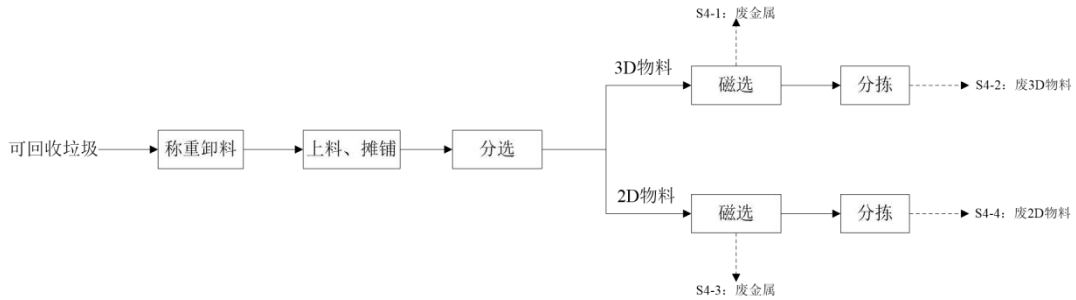 S4-1：废金属
3D物料
磁选
分拣
S4-2：废3D物料
可回收垃圾
称重卸料
上料、摊铺
分选
2D物料
磁选
分拣
S4-4：废2D物料
S4-3：废金属